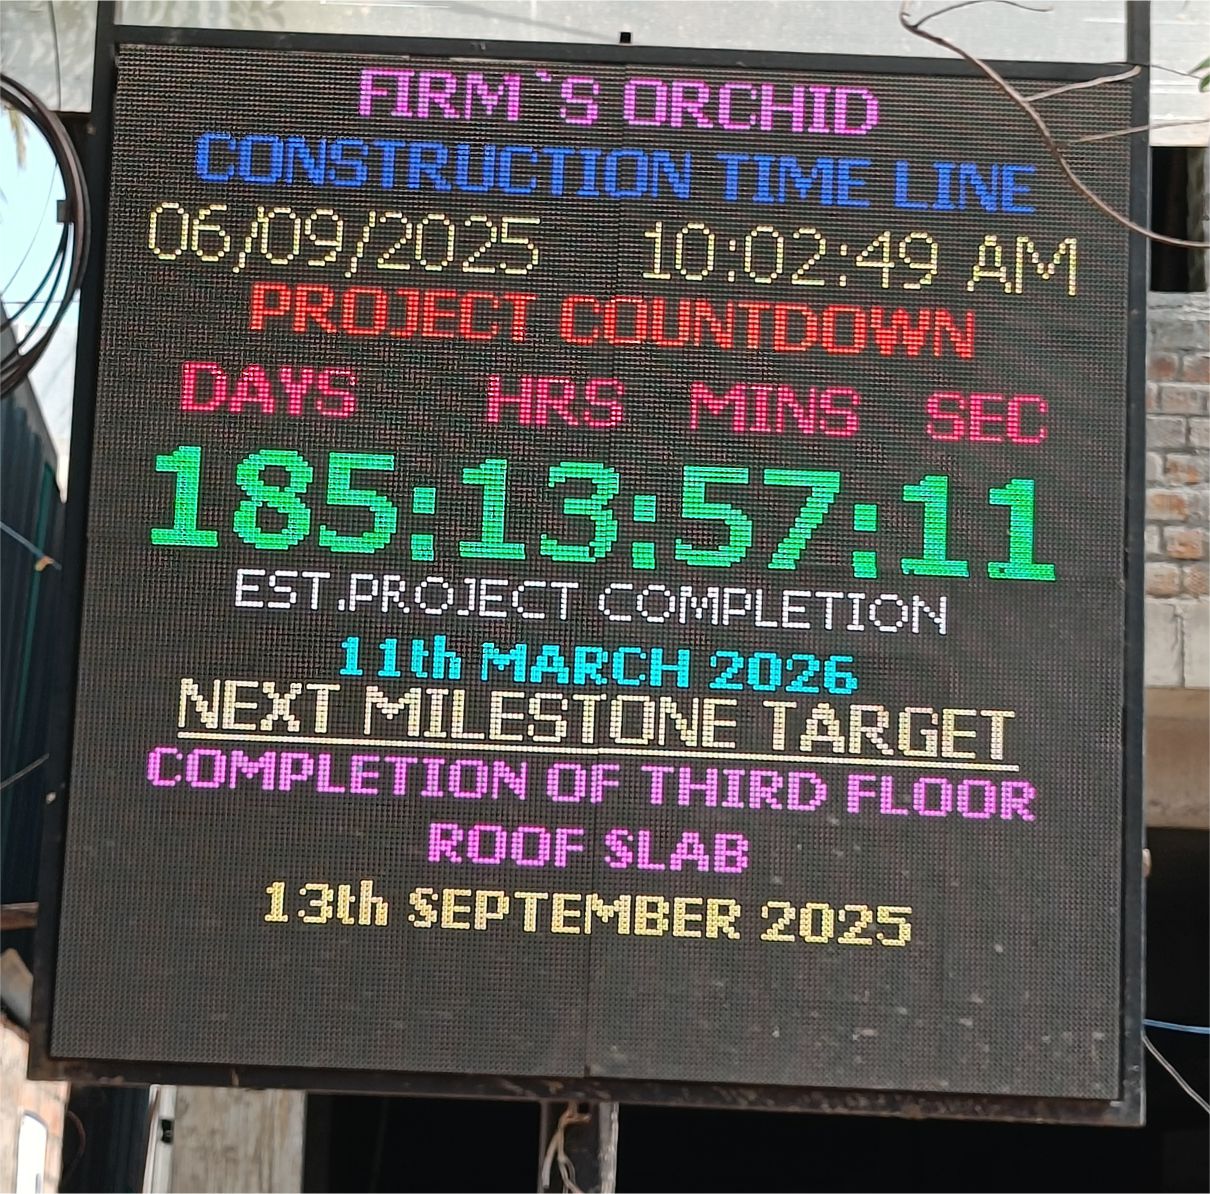 FIRM`S ORCHID
CONSTRUCTION TIME LINE
06/09/2025 10:02:49 AM
PROJECT COUNTDOWN
DAYS HRS MINS SEC
185:13:57:11
EST.PROJECT COMPLETION
11th MARCH 2026
NEXT MILESTONE TARGET
COMPLETION OF THIRD FLOOR
ROOF SLAB
13th SEPTEMBER 2025